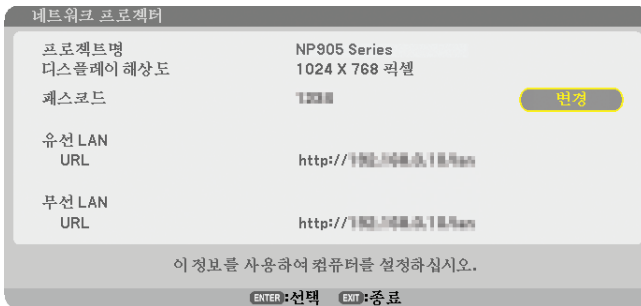 네트워크 프로젝터
프로젝트명 NP905 Series
디스플레이 해상도 1024 X 768 픽셀
패스코드 변경
유선 LAN
URL http://
무선 LAN
URL http://
이 정보를 사용하여 컴퓨터를 설정하십시오.
ENTER :선택 EXIT :종료